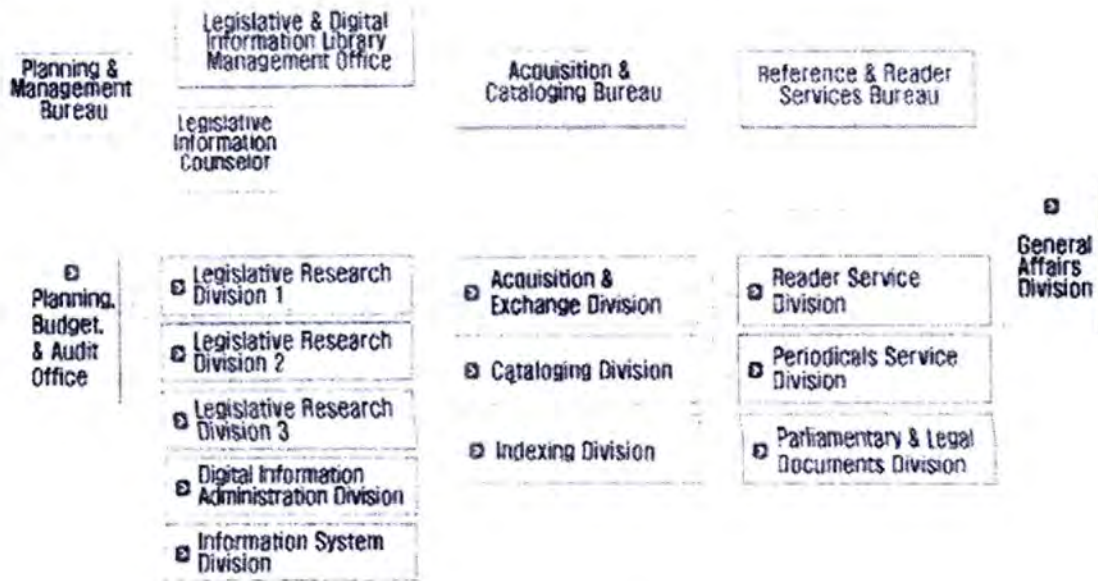 Planning &
Management
Bureau
Legislative & Digital
Information Library
Management Office
Legislative
Information
Counselor
Acquisition &
Cataloging Bureau
Reference & Reader
Services Bureau
Planning,
Budget,
& Audit
Office
Legislative Research
Division 1
Legislative Research
Division 2
Legislative Research
Division 3
Digital Information
Administration Division
Information System
Division
Acquisition &
Exchange Division
Cataloging Division
Indexing Division
Reader Service
Division
Periodicals Service
Division
Parliamentary & Legal
Documents Division
General
Affairs
Division